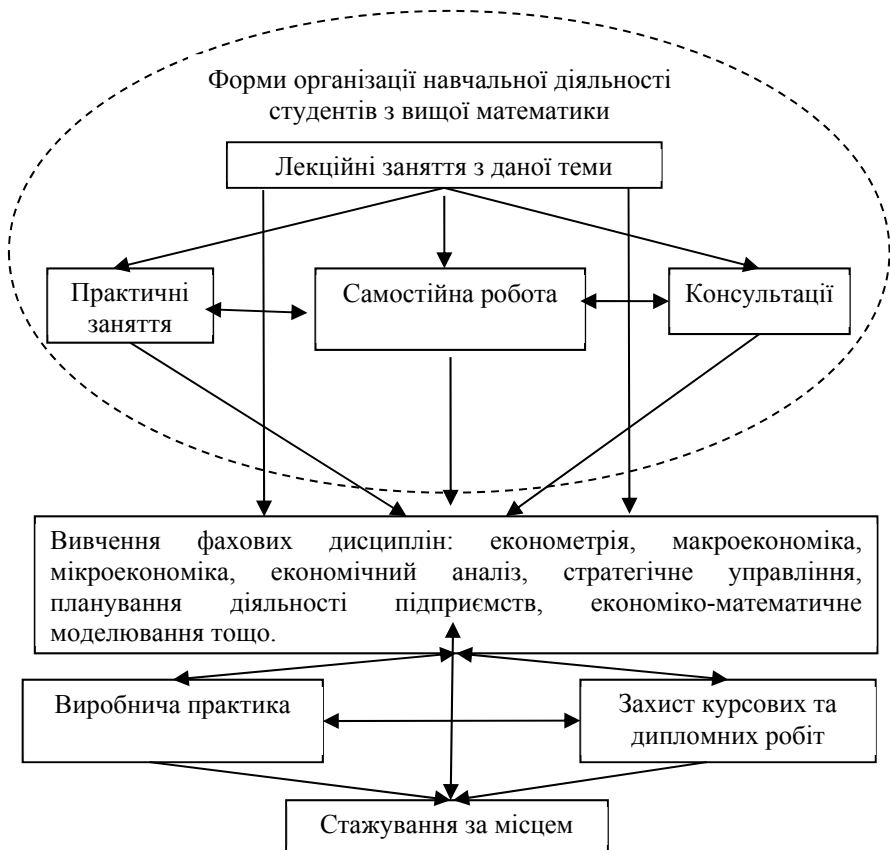 Форми організації навчальної діяльності
студентів з вищої математики
Лекційні заняття з даної теми
Практичні
заняття
Самостійна робота
Консультації
Вивчення фахових дисциплін: економетрія, макроекономіка,
мікроекономіка, економічний аналіз, стратегічне управління,
планування діяльності підприємств, економіко-математичне
моделювання тощо.
Виробнича практика
Захист курсових та
дипломних робіт
Стажування за місцем